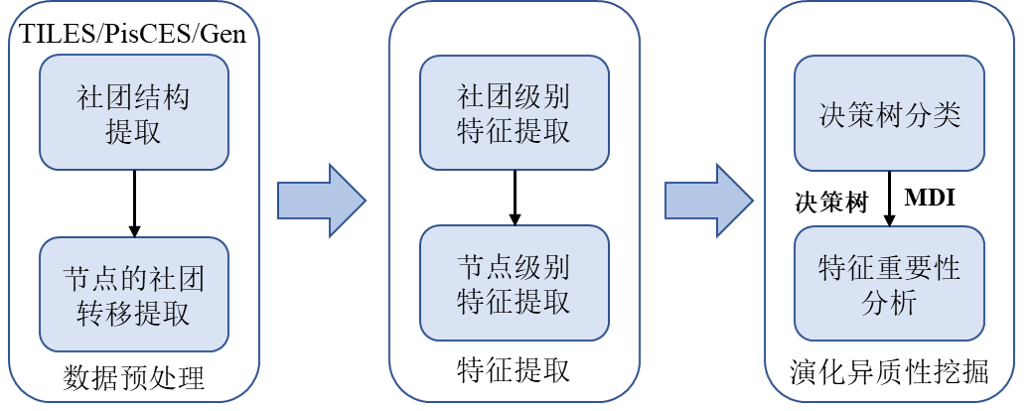 TILES/PisCES/Gen
社团结构
提取
节点的社团
转移提取
数据预处理
社团级别
特征提取
节点级别
特征提取
特征提取
决策树分类
决策树 MDI
特征重要性
分析
演化异质性挖掘